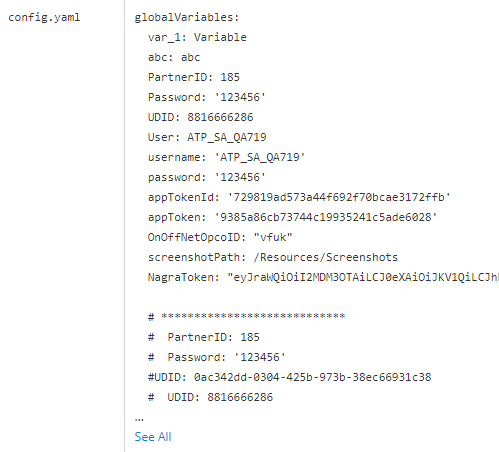 config.yaml
globalVariables:
var_1: Variable
abc: abc
PartnerID: 185
Password: '123456'
UDID: 8816666286
User: ATP_SA_QA719
username: 'ATP_SA_QA719'
password: '123456'
appTokenId: '729819ad573a44f692f70bcae3172ffb'
appToken: '9385a86cb73744c19935241c5ade6028'
OnOffNetOpcoID: "vfuk"
screenshotPath: /Resources/Screenshots
NagraToken: "eyJraWQiOiI2MDM3OTAiLCJ0eXAiOiJKV1QiLCJhl
# ****************************
# PartnerID: 185
# Password: '123456'
#UDID: 0ac342dd-0304-425b-973b-38ec66931c38
# UDID: 8816666286
...
See All